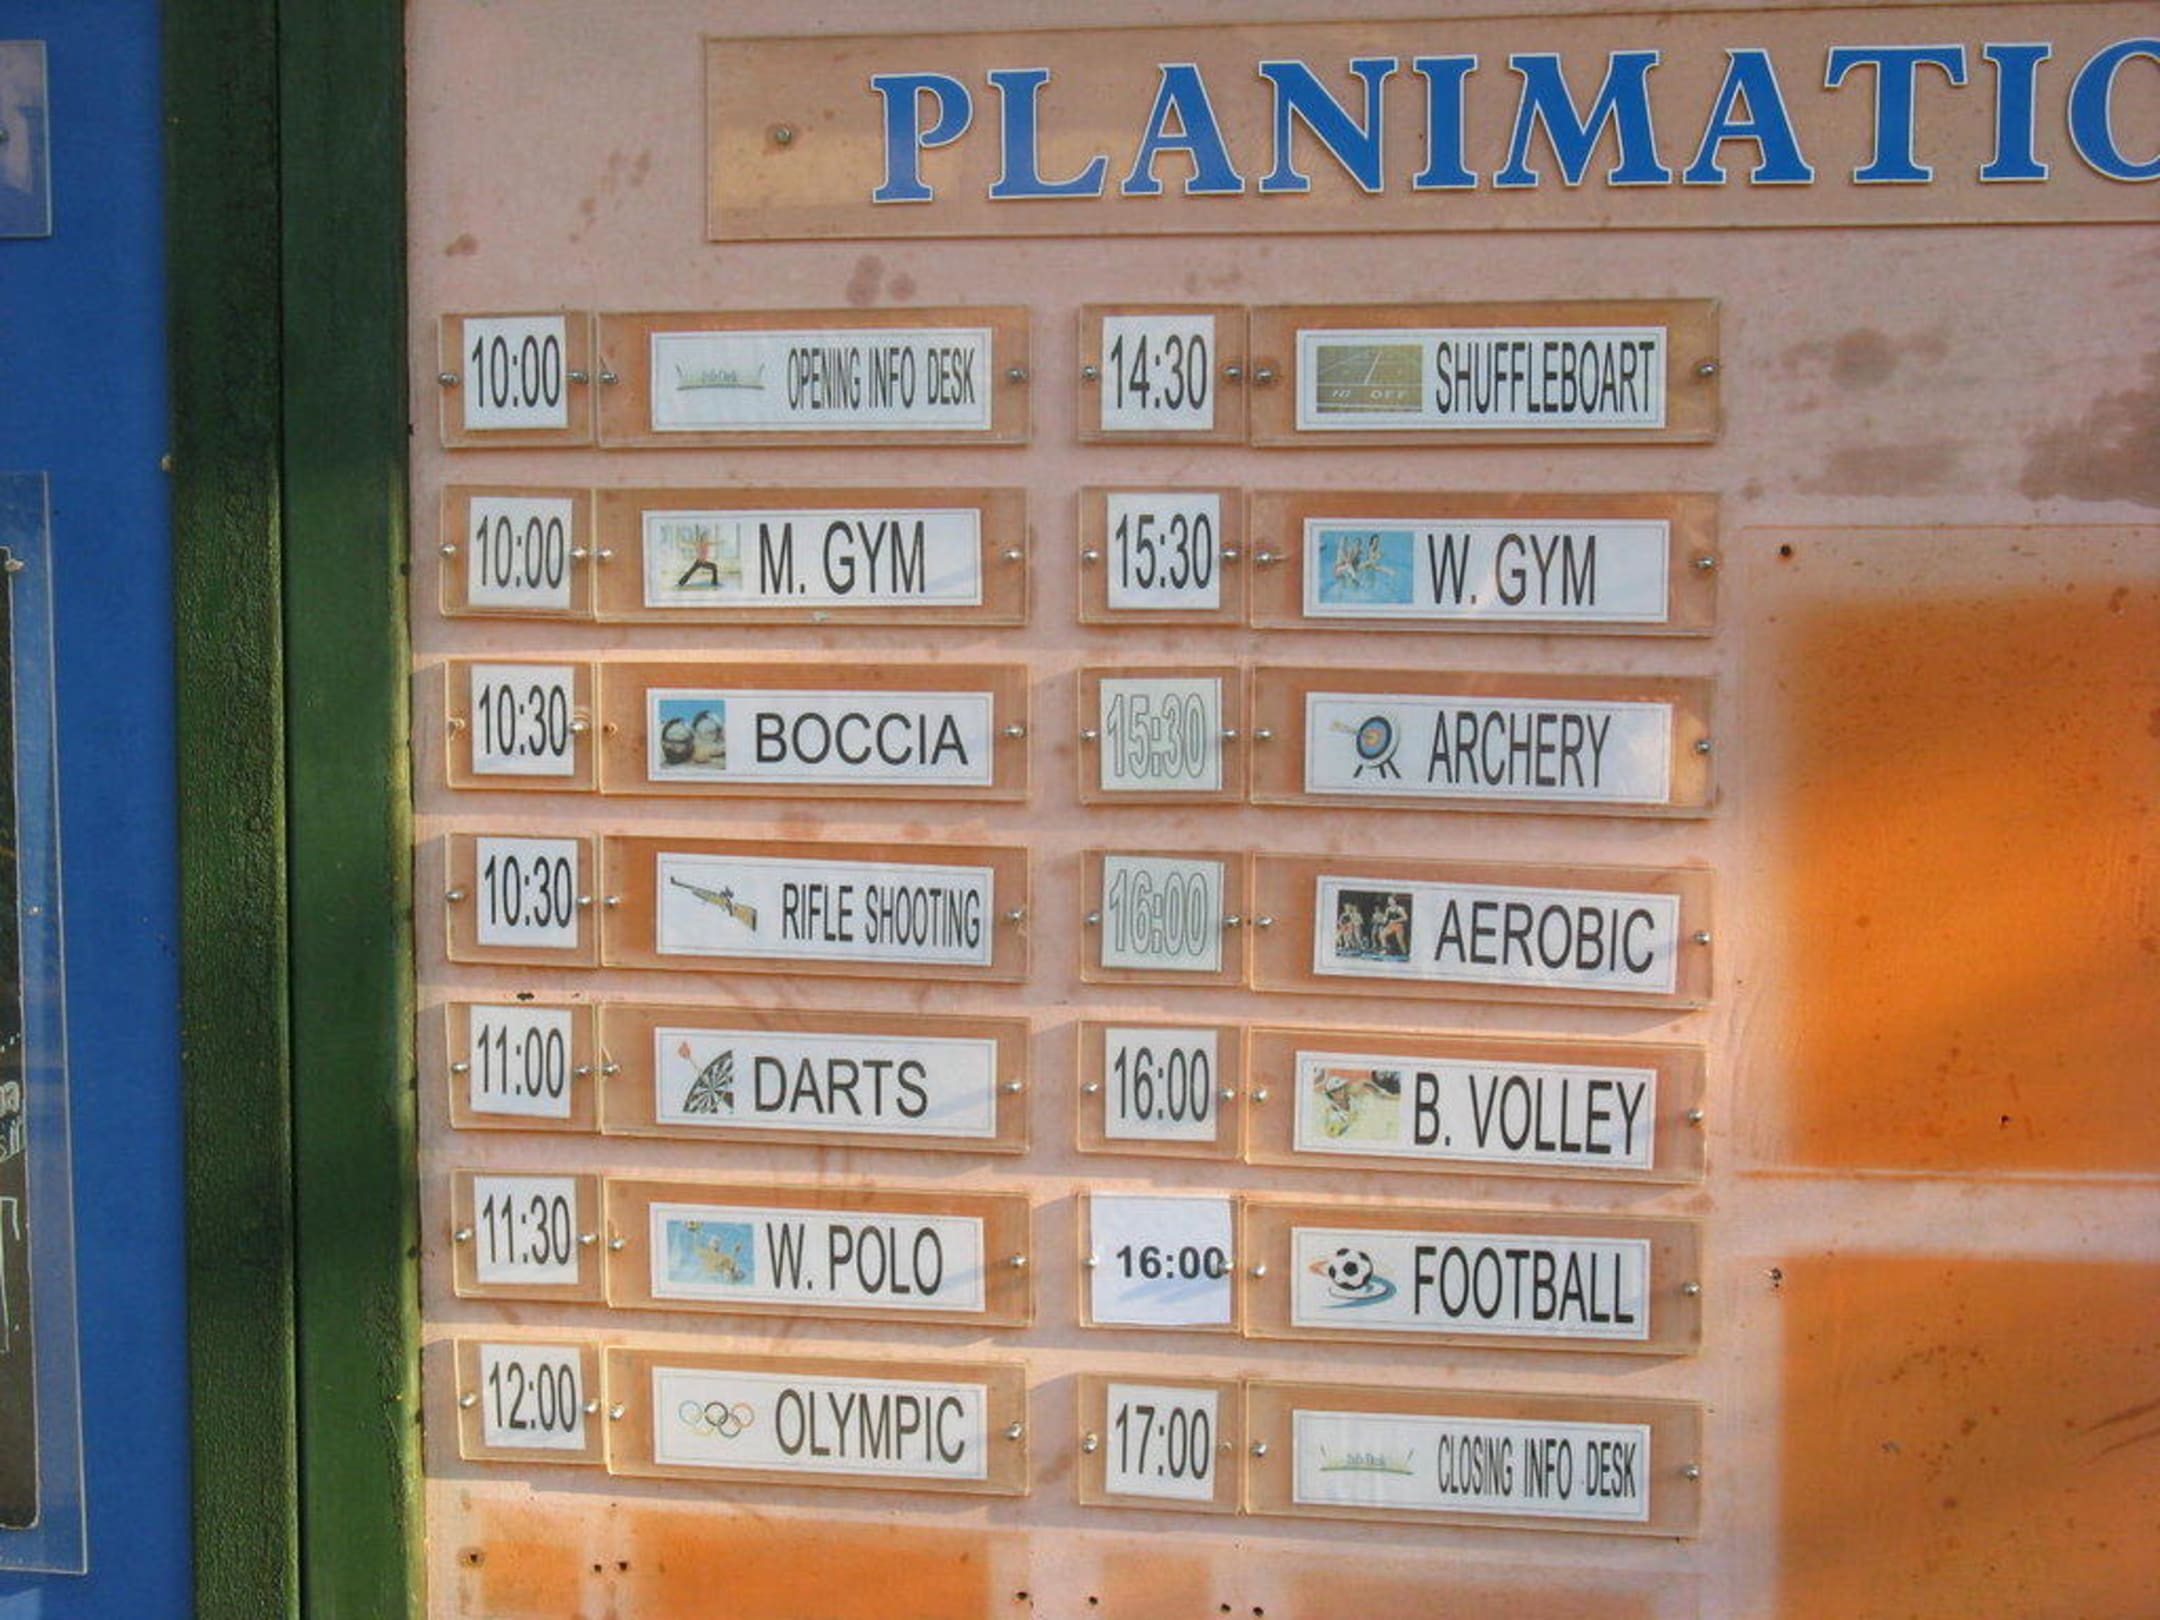 PLANIMATIO
10:00 OPENING INFO DESK
10:00 M. GYM
10:30 BOCCIA
10:30 RIFLE SHOOTING
11:00 DARTS
11:30 W. POLO
12:00 OLYMPIC
14:30 SHUFFLEBOART
15:30 W. GYM
15:30 ARCHERY
16:00 AEROBIC
16:00 B. VOLLEY
16:00 FOOTBALL
17:00 CLOSING INFO DESK